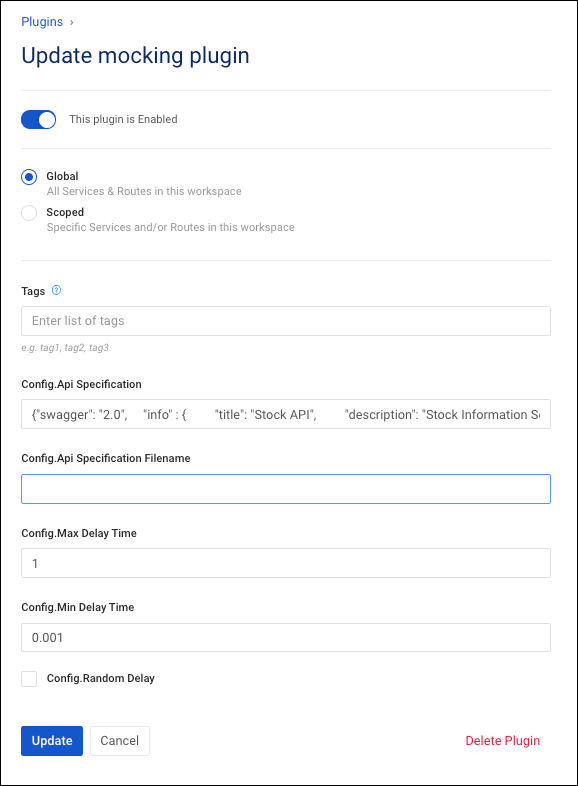 Plugins ›
Update mocking plugin
This plugin is Enabled
Global
All Services & Routes in this workspace
Scoped
Specific Services and/or Routes in this workspace
Tags ?
Enter list of tags
e.g. tag1, tag2, tag3
Config.Api Specification
{"swagger": "2.0", "info" : { "title": "Stock API", "description": "Stock Information Se
Config.Api Specification Filename
Config.Max Delay Time
1
Config.Min Delay Time
0.001
Config.Random Delay
Update Cancel Delete Plugin